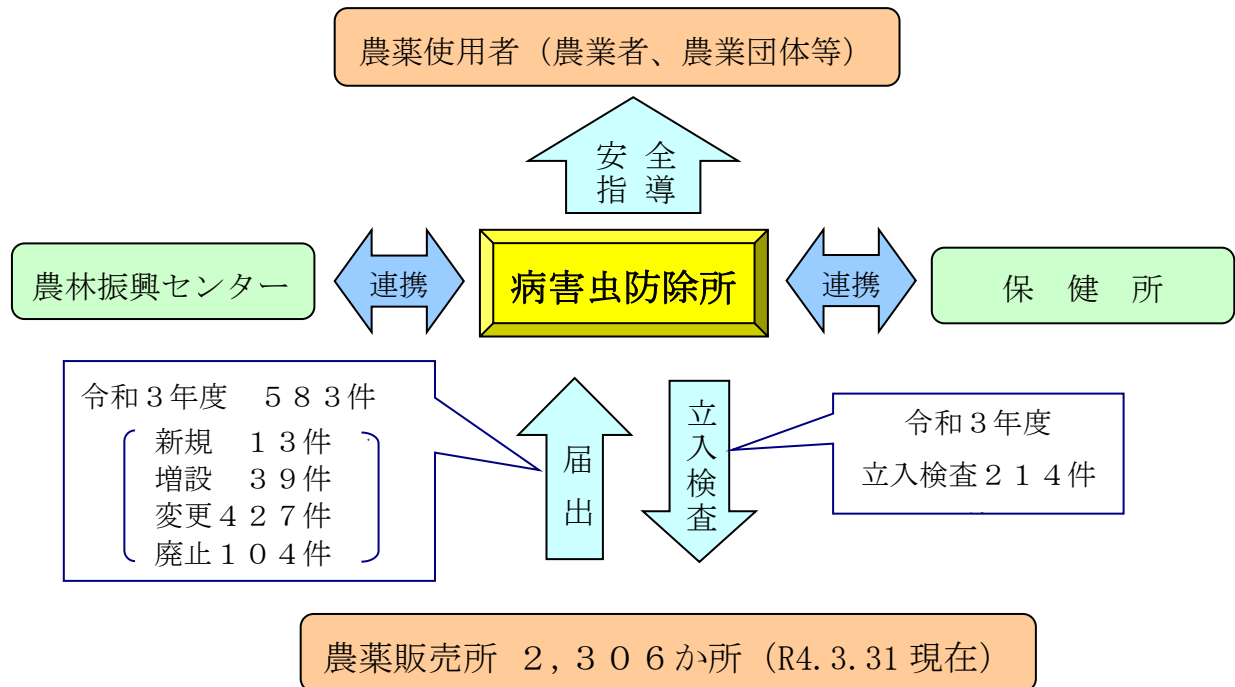 農薬使用者（農業者、農業団体等）
安 全
指 導
農林振興センター
連携
病害虫防除所
連携
保 健 所
令和３年度　５８３件
新規　１３件
増設　３９件
変更４２７件
廃止１０４件
届出
立入検査
令和３年度
立入検査２１４件
農薬販売所 ２,３０６か所（R4.3.31 現在）